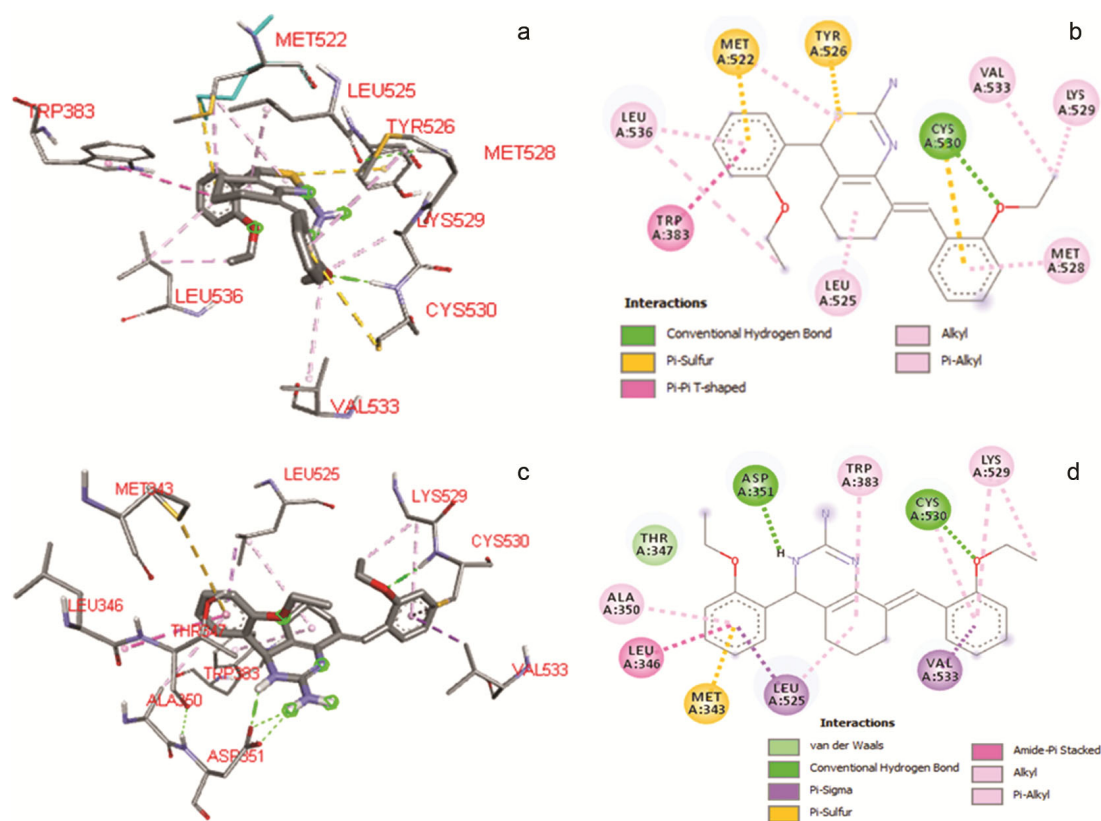 a
MET522
LEU525
TRP383
TYR526
MET528
LYS529
LEU536
CYS530
VAL533
b
MET
A:522
TYR
A:526
VAL
A:533
LYS
A:529
LEU
A:536
CYS
A:530
N
N
O
O
TRP
A:383
LEU
A:525
MET
A:528
Interactions
Conventional Hydrogen Bond
Pi-Sulfur
Pi-Pi T-shaped
Alkyl
Pi-Alkyl
c
LEU525
MET343
LYS529
CYS530
LEU346
THR347
TRP383
VAL533
ALA350
ASP351
d
ASP
A:351
TRP
A:383
LYS
A:529
CYS
A:530
THR
A:347
H
N
N
N
O
O
ALA
A:350
LEU
A:346
MET
A:343
LEU
A:525
VAL
A:533
Interactions
van der Waals
Conventional Hydrogen Bond
Pi-Sigma
Pi-Sulfur
Amide-Pi Stacked
Alkyl
Pi-Alkyl